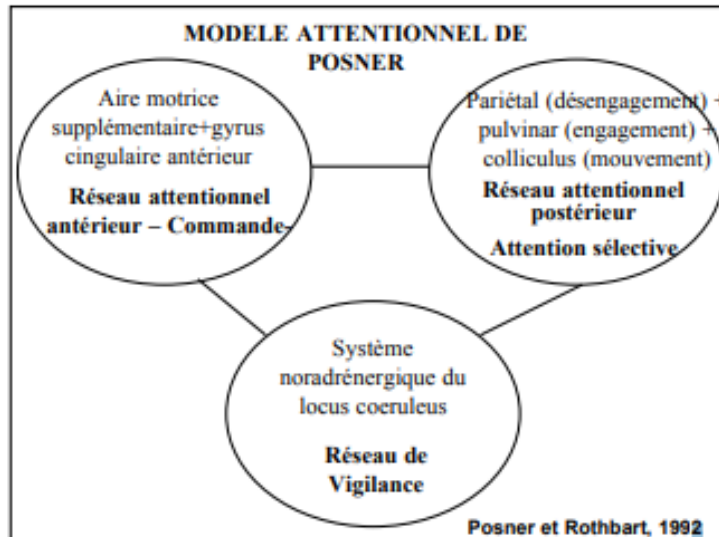 MODELE ATTENTIONNEL DE
POSNER
Aire motrice
supplémentaire+gyrus
cingulaire antérieur
Réseau attentionnel
antérieur – Commande-
Pariétal (désengagement) +
pulvinar (engagement) +
colliculus (mouvement)
Réseau attentionnel
postérieur
Attention sélective
Système
noradrénergique du
locus coeruleus
Réseau de
Vigilance
Posner et Rothbart, 1992